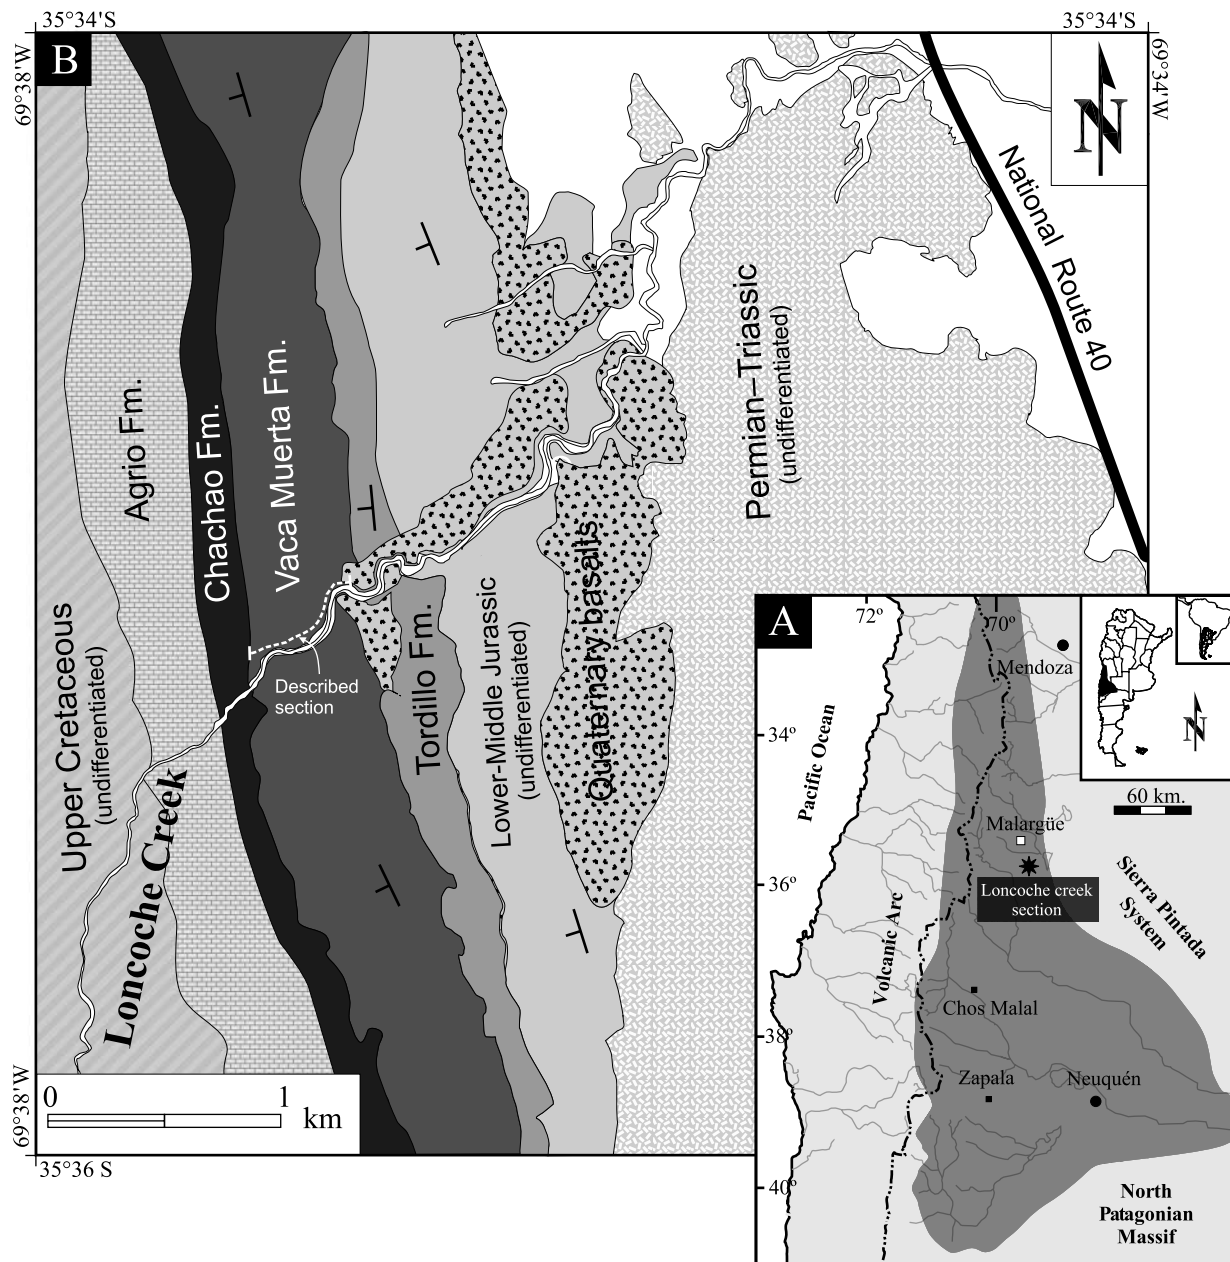 35°34'S
35°34'S
69°38'W
69°34'W
B
N
National Route 40
Agrio Fm.
Chachao Fm.
Vaca Muerta Fm.
Permian–Triassic
(undifferentiated)
Upper Cretaceous
(undifferentiated)
Described
section
Tordillo Fm.
Lower-Middle Jurassic
(undifferentiated)
Quaternary basalts
Loncoche Creek
0 1
km
69°38'W
35°36 S
A
72º
70º
Mendoza
N
34º
Pacific Ocean
60 km.
Malargüe
Loncoche creek
section
Sierra Pintada
System
36º
Volcanic Arc
Chos Malal
38º
Zapala
Neuquén
40º
North
Patagonian
Massif